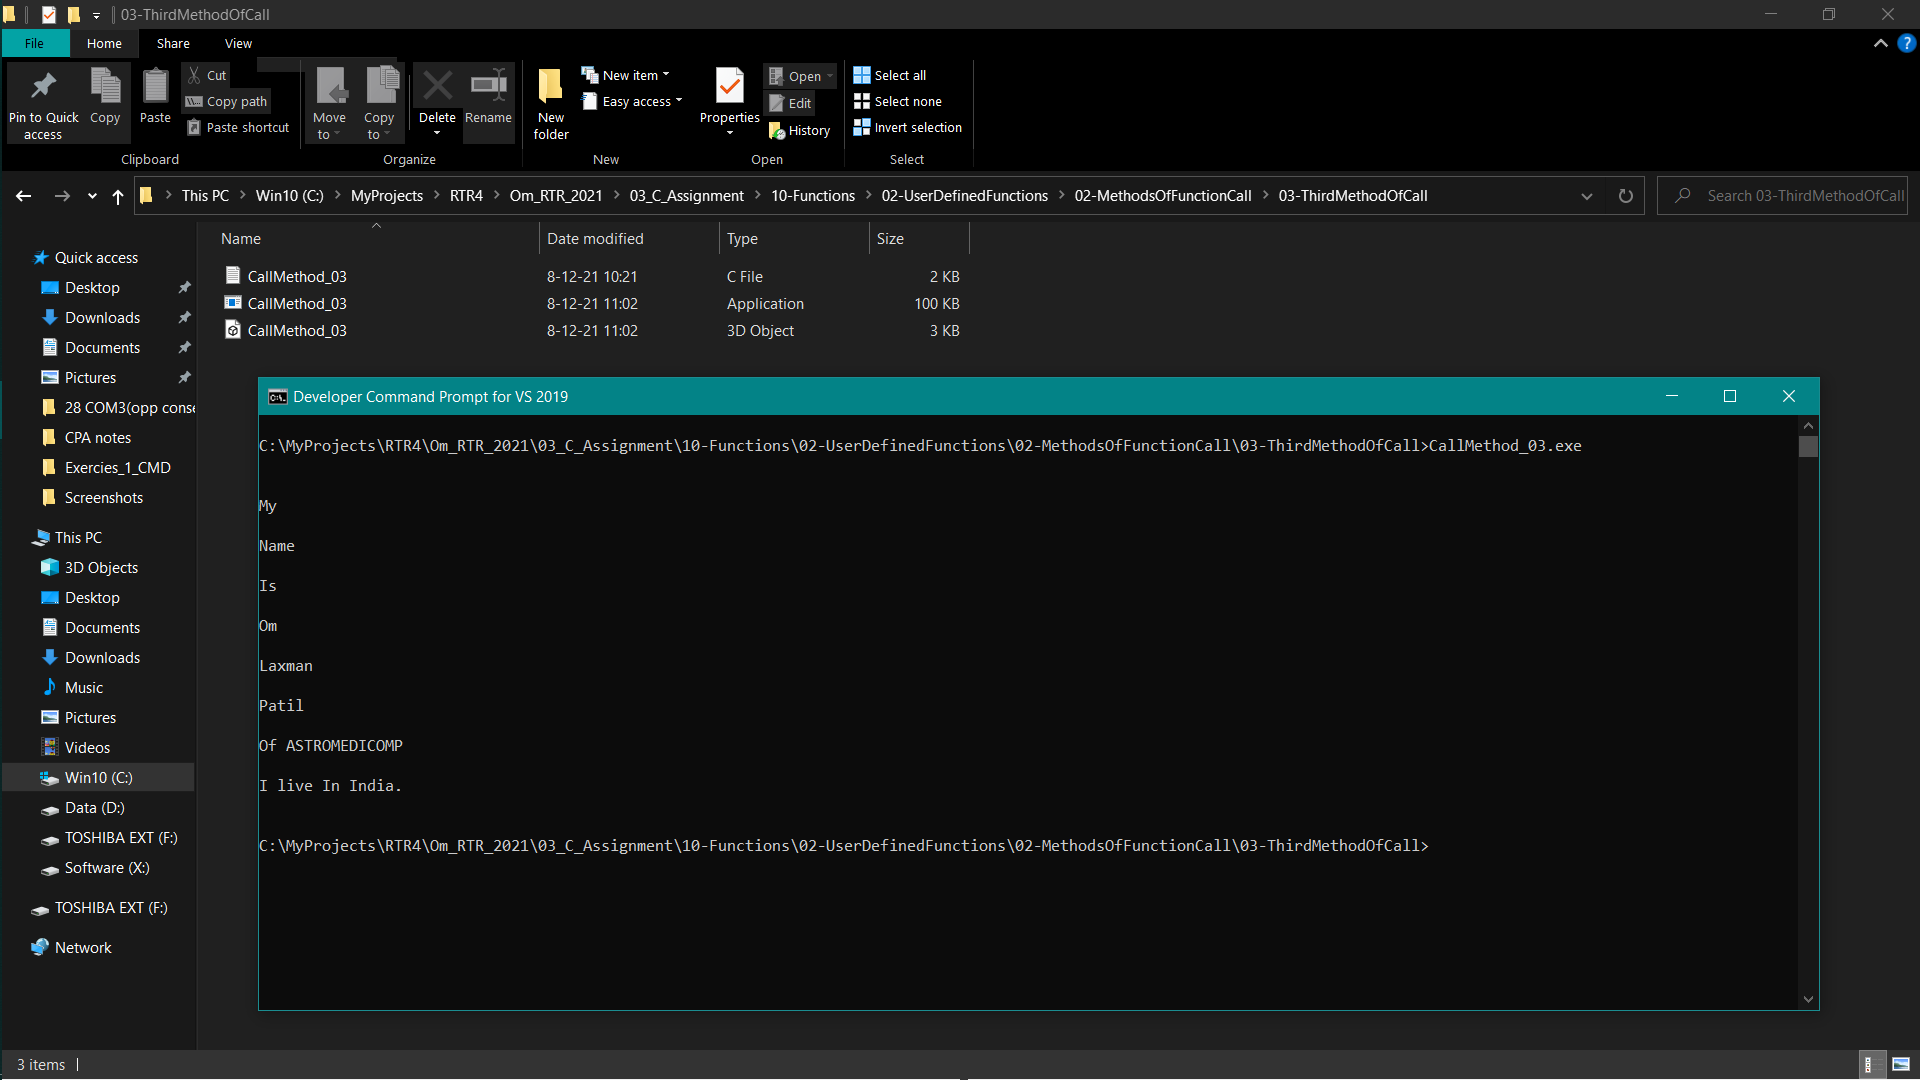 03-ThirdMethodOfCall
File Home Share View
Pin to Quick access
Copy
Paste
Cut
Copy path
Paste shortcut
Clipboard
Move to
Copy to
Delete
Rename
Organize
New folder
New item
Easy access
New
Properties
Open
Edit
History
Open
Select all
Select none
Invert selection
Select
This PC > Win10 (C:) > MyProjects > RTR4 > Om_RTR_2021 > 03_C_Assignment > 10-Functions > 02-UserDefinedFunctions > 02-MethodsOfFunctionCall > 03-ThirdMethodOfCall
Search 03-ThirdMethodOfCall
Name Date modified Type Size
CallMethod_03 8-12-21 10:21 C File 2 KB
CallMethod_03 8-12-21 11:02 Application 100 KB
CallMethod_03 8-12-21 11:02 3D Object 3 KB
Quick access
Desktop
Downloads
Documents
Pictures
28 COM3(opp conse
CPA notes
Exercies_1_CMD
Screenshots
This PC
3D Objects
Desktop
Documents
Downloads
Music
Pictures
Videos
Win10 (C:)
Data (D:)
TOSHIBA EXT (F:)
Software (X:)
TOSHIBA EXT (F:)
Network
Developer Command Prompt for VS 2019
C:\MyProjects\RTR4\Om_RTR_2021\03_C_Assignment\10-Functions\02-UserDefinedFunctions\02-MethodsOfFunctionCall\03-ThirdMethodOfCall>CallMethod_03.exe
My
Name
Is
Om
Laxman
Patil
Of ASTROMEDICOMP
I live In India.
C:\MyProjects\RTR4\Om_RTR_2021\03_C_Assignment\10-Functions\02-UserDefinedFunctions\02-MethodsOfFunctionCall\03-ThirdMethodOfCall>
3 items